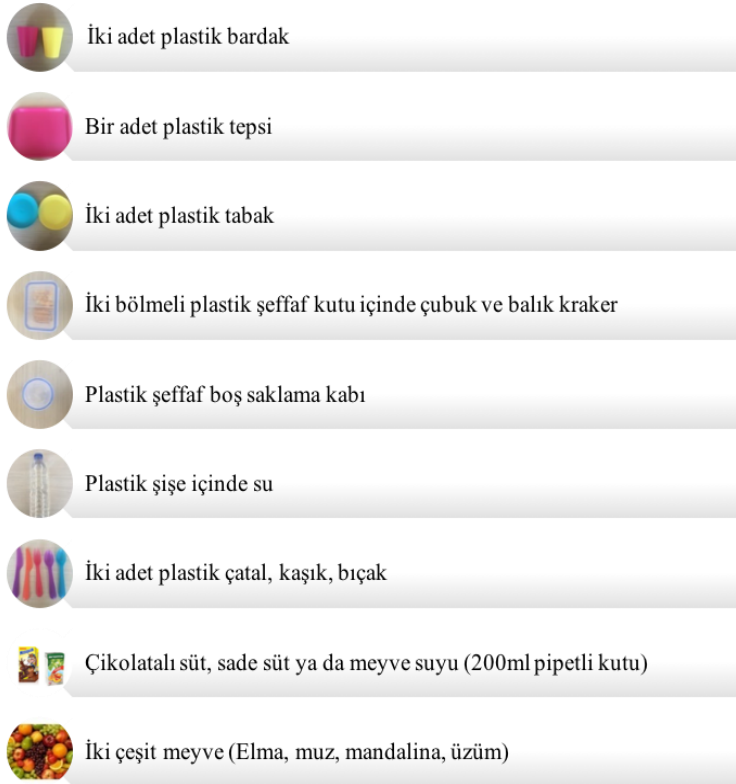 İki adet plastik bardak
Bir adet plastik tepsi
İki adet plastik tabak
İki bölmeli plastik şeffaf kutu içinde çubuk ve balık kraker
Plastik şeffaf boş saklama kabı
Plastik şişe içinde su
İki adet plastik çatal, kaşık, bıçak
Çikolatalı süt, sade süt ya da meyve suyu (200ml pipetli kutu)
İki çeşit meyve (Elma, muz, mandalina, üzüm)